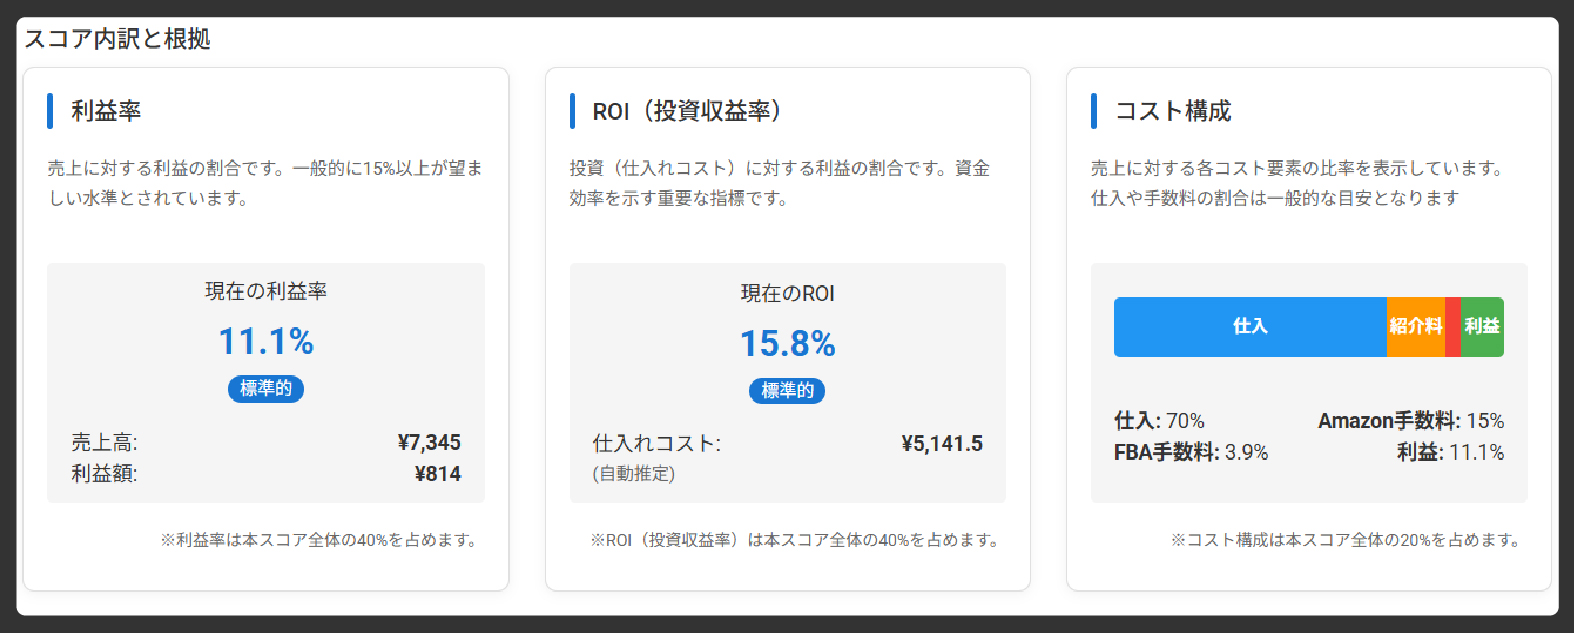 スコア内訳と根拠
利益率
売上に対する利益の割合です。一般的に15%以上が望ま
しい水準とされています。
現在の利益率
11.1%
標準的
売上高: ¥7,345
利益額: ¥814
※利益率は本スコア全体の40%を占めます。
ROI（投資収益率）
投資（仕入れコスト）に対する利益の割合です。資金
効率を示す重要な指標です。
現在のROI
15.8%
標準的
仕入れコスト: ¥5,141.5
(自動推定)
※ROI（投資収益率）は本スコア全体の40%を占めます。
コスト構成
売上に対する各コスト要素の比率を表示しています。
仕入や手数料の割合は一般的な目安となります
仕入 紹介料 利益
仕入: 70% Amazon手数料: 15%
FBA手数料: 3.9% 利益: 11.1%
※コスト構成は本スコア全体の20%を占めます。